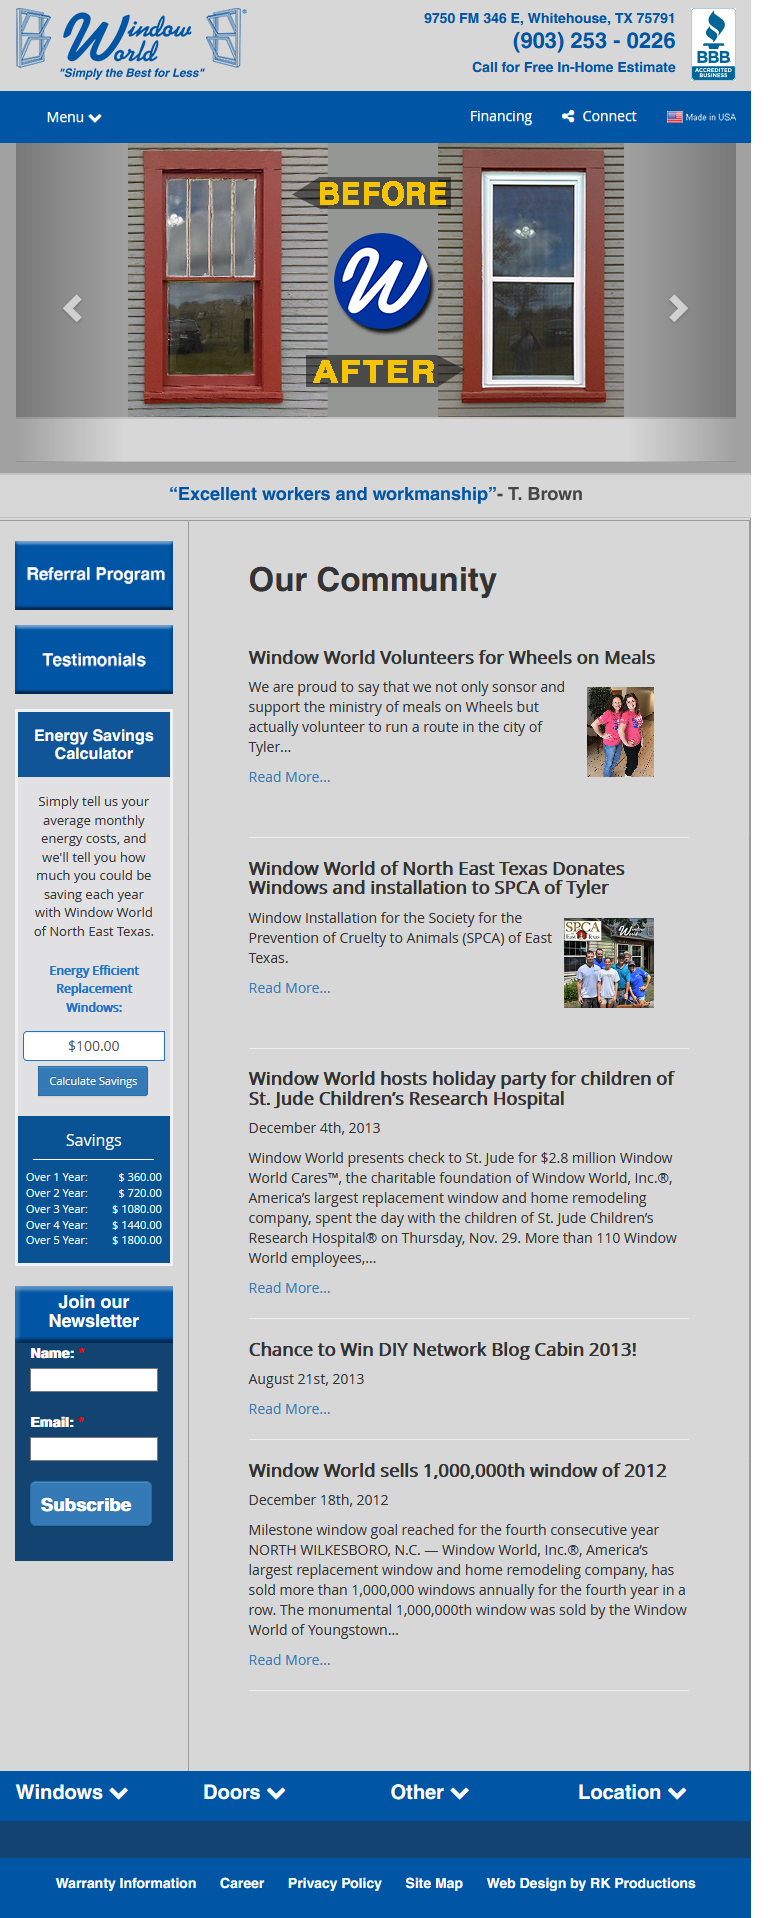 Window World
"Simply the Best for Less"
9750 FM 346 E, Whitehouse, TX 75791
(903) 253 - 0226
Call for Free In-Home Estimate
BBB
ACCREDITED
BUSINESS
Menu
Financing
Connect
Made in USA
BEFORE
W
AFTER
“Excellent workers and workmanship”- T. Brown
Referral Program
Testimonials
Energy Savings
Calculator
Simply tell us your
average monthly
energy costs, and
we'll tell you how
much you could be
saving each year
with Window World
of North East Texas.
Energy Efficient
Replacement
Windows:
$100.00
Calculate Savings
Savings
Over 1 Year: $ 360.00
Over 2 Year: $ 720.00
Over 3 Year: $ 1080.00
Over 4 Year: $ 1440.00
Over 5 Year: $ 1800.00
Join our
Newsletter
Name: *
Email: *
Subscribe
Our Community
Window World Volunteers for Wheels on Meals
We are proud to say that we not only sonsor and
support the ministry of meals on Wheels but
actually volunteer to run a route in the city of
Tyler...
Read More...
Window World of North East Texas Donates
Windows and installation to SPCA of Tyler
Window Installation for the Society for the
Prevention of Cruelty to Animals (SPCA) of East
Texas.
SPCA
Window
Read More...
Window World hosts holiday party for children of
St. Jude Children’s Research Hospital
December 4th, 2013
Window World presents check to St. Jude for $2.8 million Window
World Cares™, the charitable foundation of Window World, Inc.®,
America’s largest replacement window and home remodeling
company, spent the day with the children of St. Jude Children’s
Research Hospital® on Thursday, Nov. 29. More than 110 Window
World employees,...
Read More...
Chance to Win DIY Network Blog Cabin 2013!
August 21st, 2013
Read More...
Window World sells 1,000,000th window of 2012
December 18th, 2012
Milestone window goal reached for the fourth consecutive year
NORTH WILKESBORO, N.C. — Window World, Inc.®, America’s
largest replacement window and home remodeling company, has
sold more than 1,000,000 windows annually for the fourth year in a
row. The monumental 1,000,000th window was sold by the Window
World of Youngstown...
Read More...
Windows
Doors
Other
Location
Warranty Information
Career
Privacy Policy
Site Map
Web Design by RK Productions